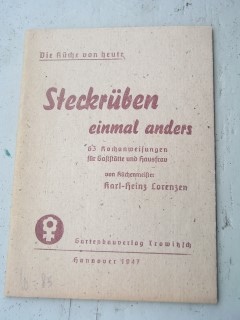 Die Küche von heute
Steckrüben
einmal anders
65 Kochanweisungen
für Gaststätte und Hausfrau
von Küchenmeister
Karl-Heinz Lorenzen
Gartenbauverlag Trowitzsch
Hannover 1947